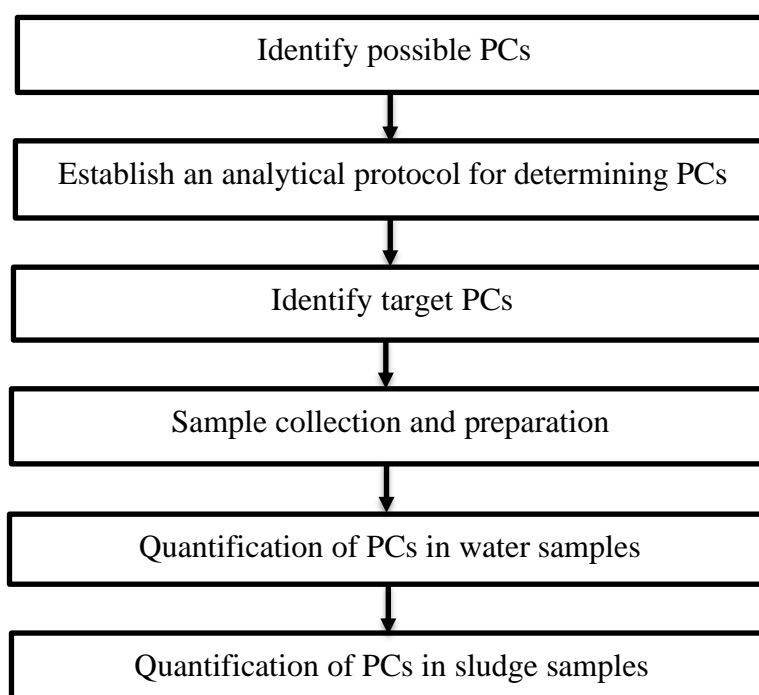 Identify possible PCs
Establish an analytical protocol for determining PCs
Identify target PCs
Sample collection and preparation
Quantification of PCs in water samples
Quantification of PCs in sludge samples